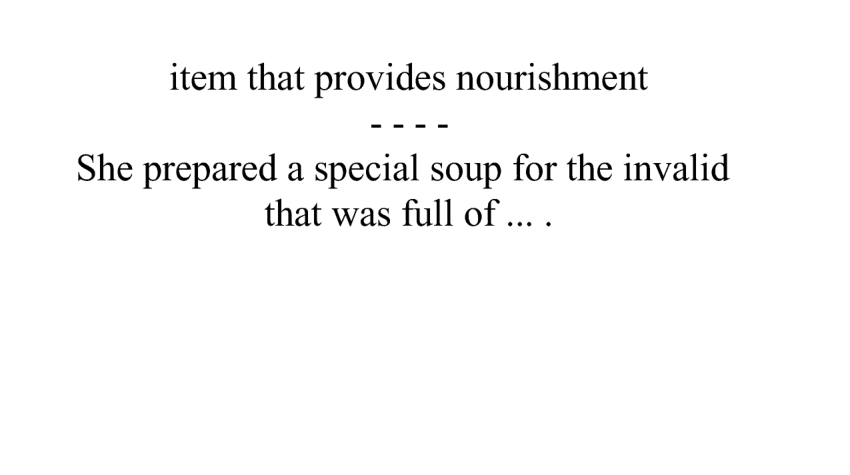 item that provides nourishment
- - - -
She prepared a special soup for the invalid
that was full of ... .